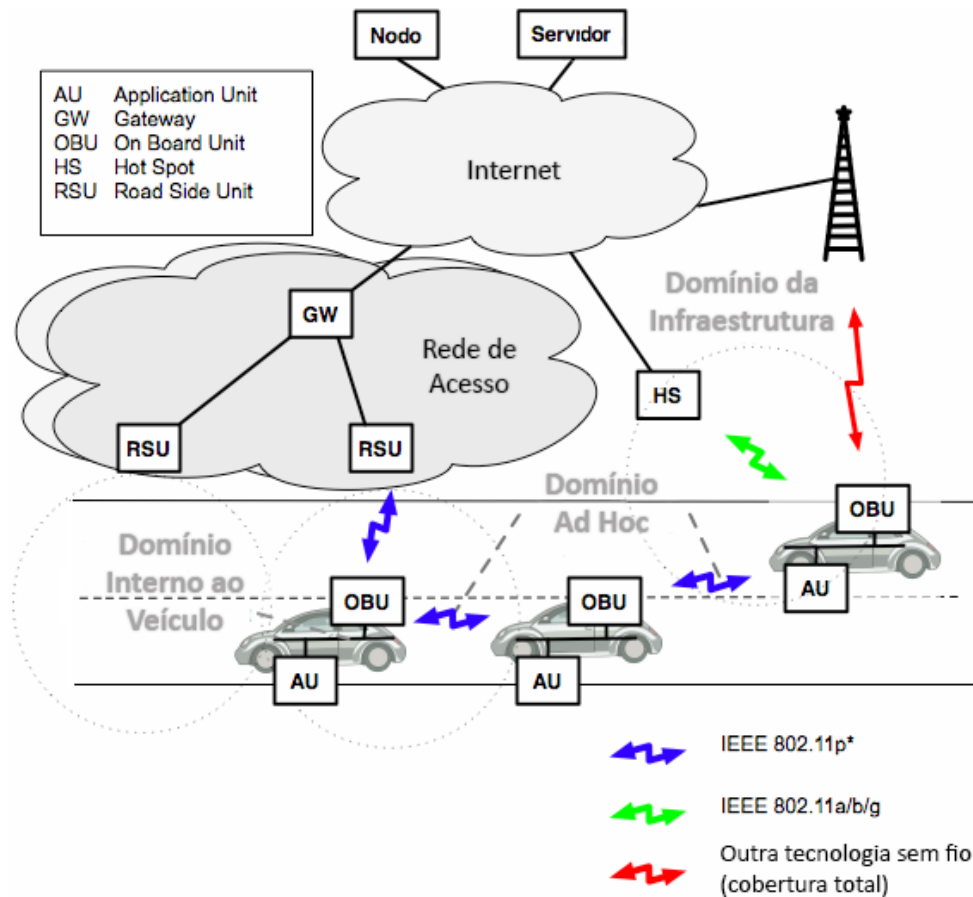 Nodo
Servidor
AU Application Unit
GW Gateway
OBU On Board Unit
HS Hot Spot
RSU Road Side Unit
Internet
Domínio da
Infraestrutura
GW
Rede de
Acesso
HS
RSU
RSU
Domínio
Ad Hoc
OBU
Domínio
Interno ao
Veículo
AU
OBU
OBU
AU
AU
IEEE 802.11p*
IEEE 802.11a/b/g
Outra tecnologia sem fio
(cobertura total)